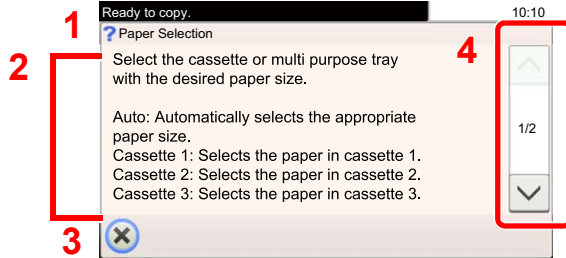 Ready to copy.
10:10
1
? Paper Selection
2
Select the cassette or multi purpose tray
with the desired paper size.
4
Auto: Automatically selects the appropriate
paper size.
1/2
Cassette 1: Selects the paper in cassette 1.
Cassette 2: Selects the paper in cassette 2.
Cassette 3: Selects the paper in cassette 3.
3